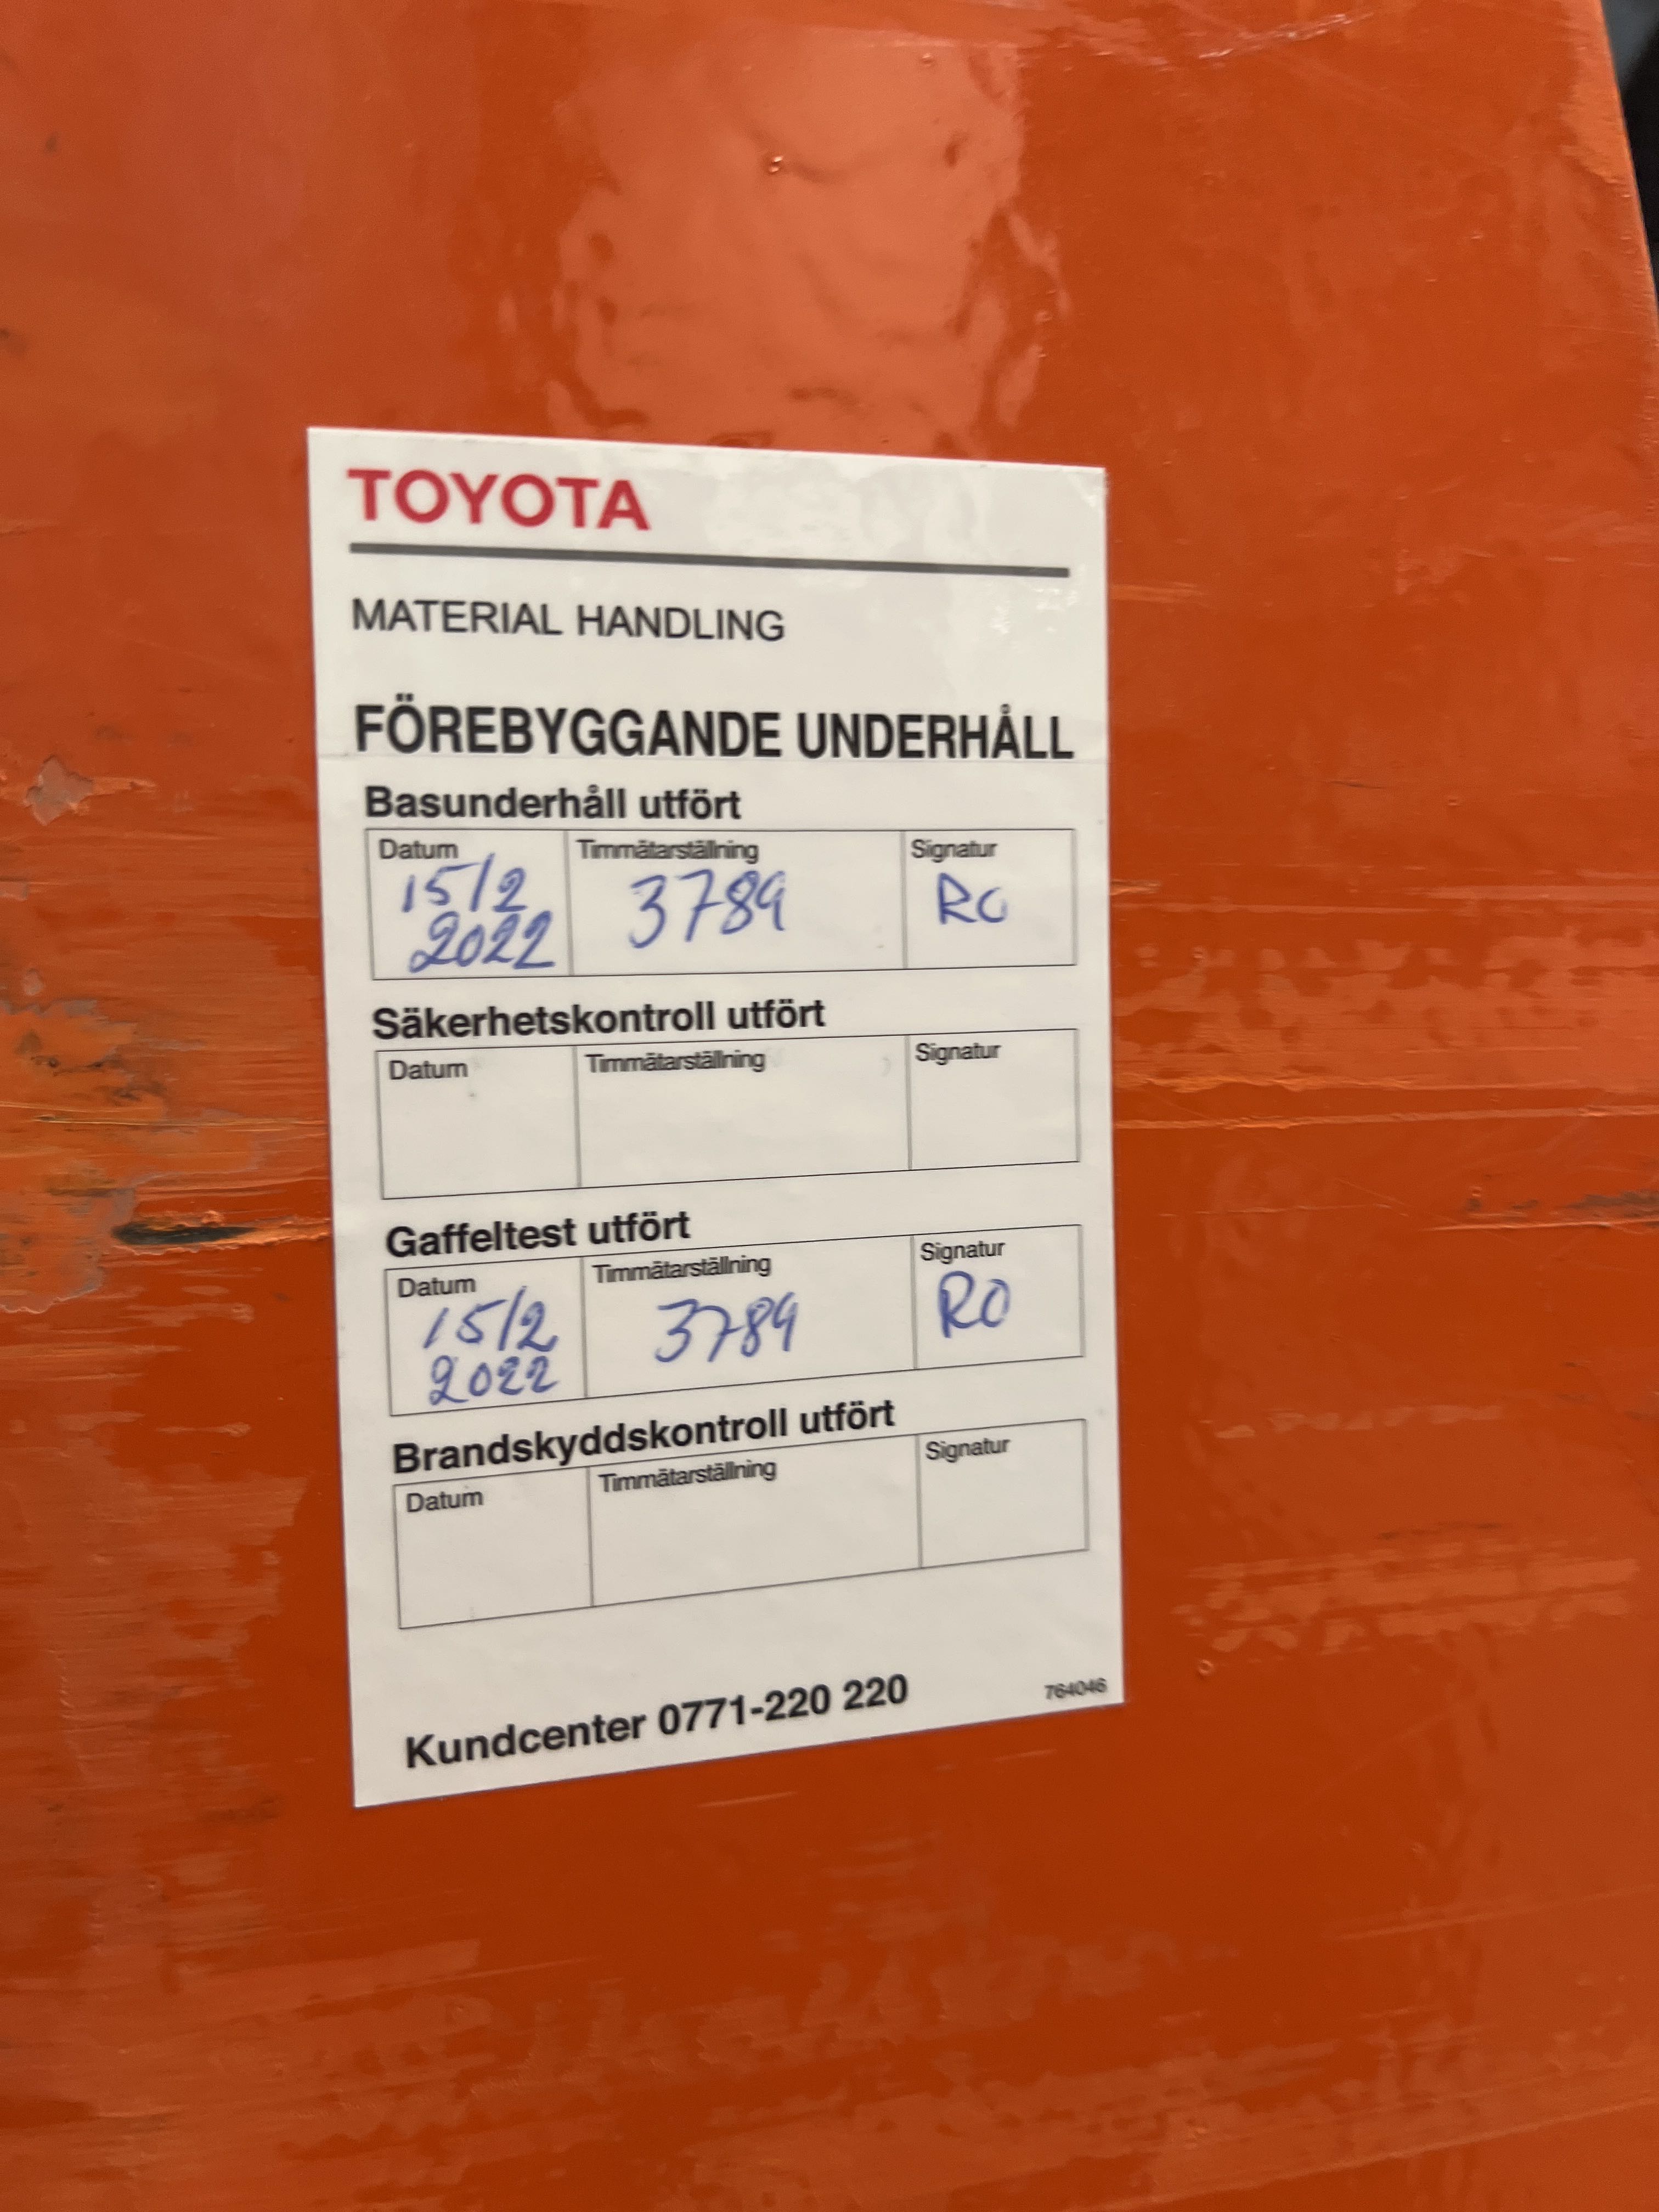 TOYOTA
MATERIAL HANDLING
FÖREBYGGANDE UNDERHÅLL
Basunderhåll utfört
Datum Timmätarställning Signatur
15/2 3789 RO
2022
Säkerhetskontroll utfört
Datum Timmätarställning Signatur
Gaffeltest utfört
Datum Timmätarställning Signatur
15/2 3789 RO
2022
Brandskyddskontroll utfört
Datum Timmätarställning Signatur
Kundcenter 0771-220 220 764046